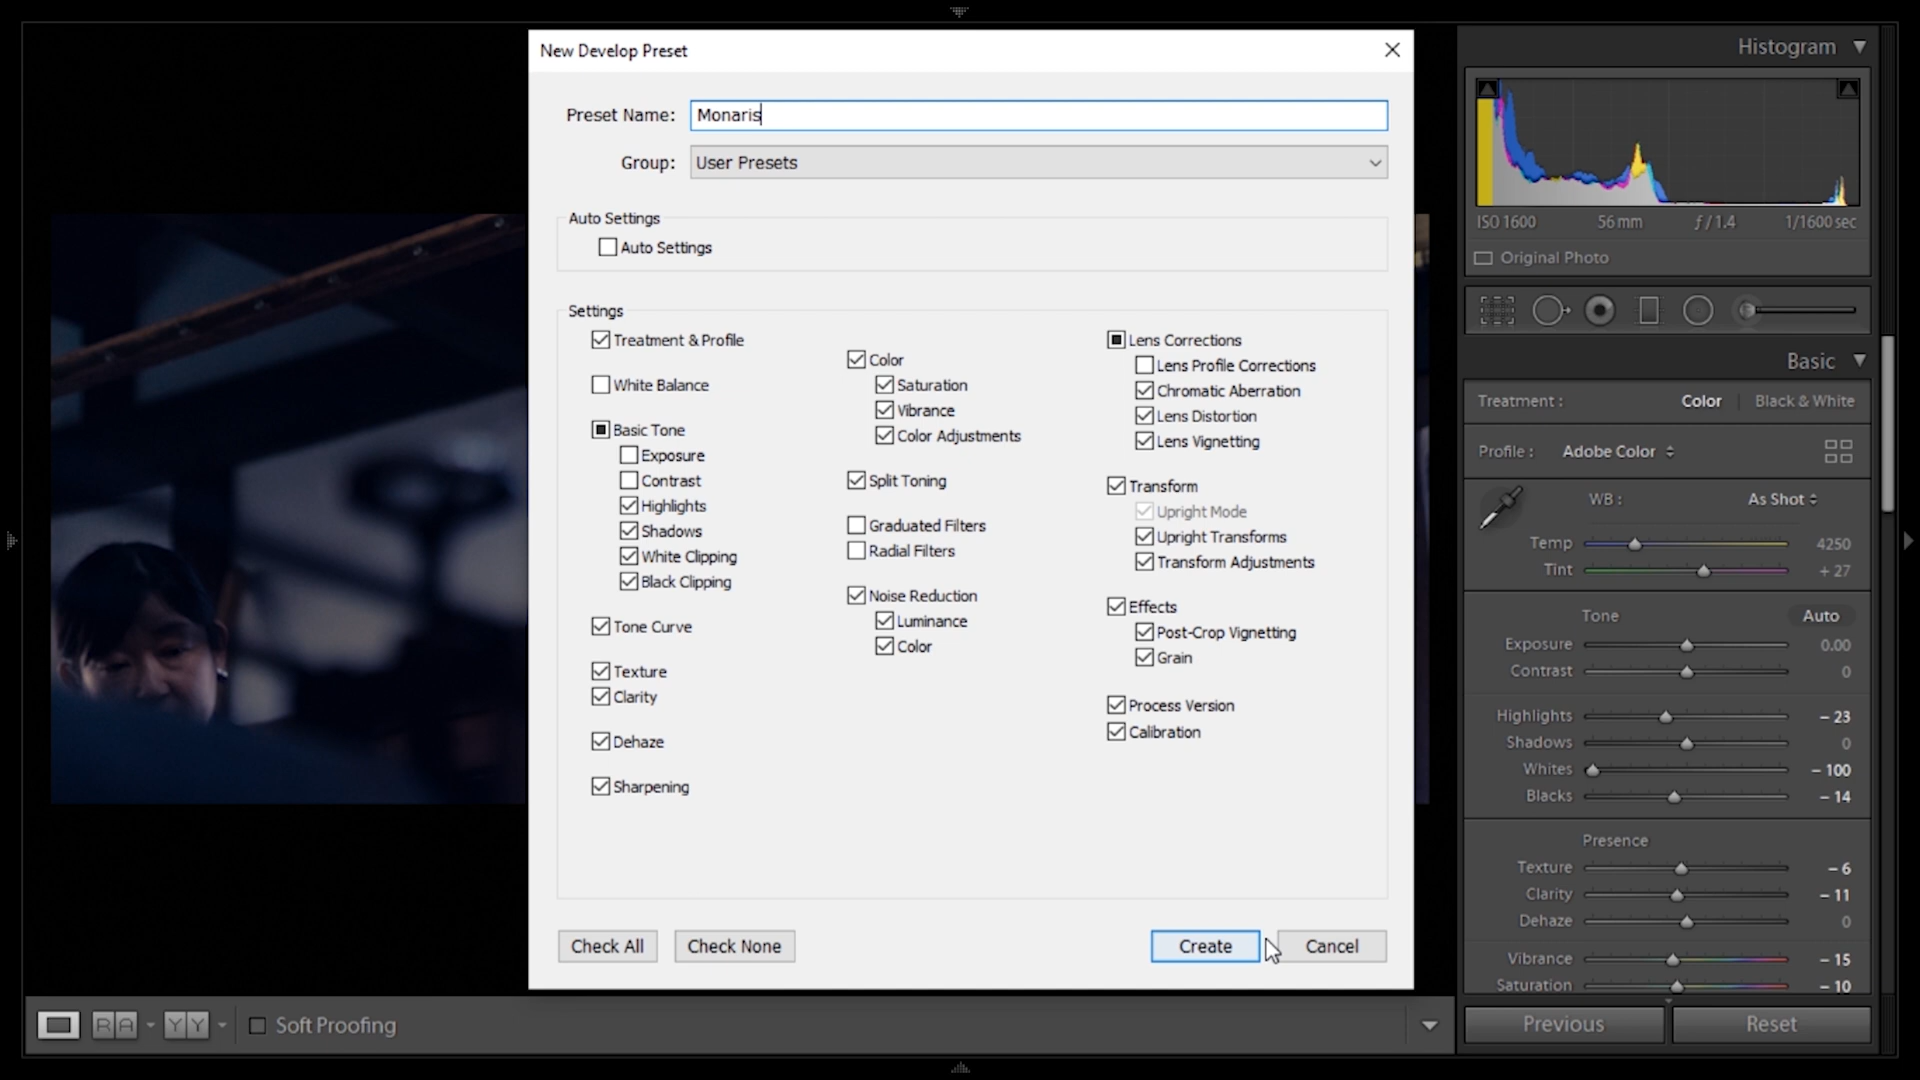 New Develop Preset
Preset Name: Monaris
Group: User Presets
Auto Settings
Auto Settings
Settings
Treatment & Profile
White Balance
Basic Tone
Exposure
Contrast
Highlights
Shadows
White Clipping
Black Clipping
Tone Curve
Texture
Clarity
Dehaze
Sharpening
Color
Saturation
Vibrance
Color Adjustments
Split Toning
Graduated Filters
Radial Filters
Noise Reduction
Luminance
Color
Lens Corrections
Lens Profile Corrections
Chromatic Aberration
Lens Distortion
Lens Vignetting
Transform
Upright Mode
Upright Transforms
Transform Adjustments
Effects
Post-Crop Vignetting
Grain
Process Version
Calibration
Check All Check None Create Cancel
Histogram
ISO 1600 56 mm ƒ / 1.4 1/1600 sec
Original Photo
Basic
Treatment : Color Black & White
Profile : Adobe Color
WB : As Shot
Temp 4250
Tint + 27
Tone Auto
Exposure 0.00
Contrast 0
Highlights – 23
Shadows 0
Whites – 100
Blacks – 14
Presence
Texture – 6
Clarity – 11
Dehaze 0
Vibrance – 15
Saturation – 10
Previous Reset
R A Y Y Soft Proofing